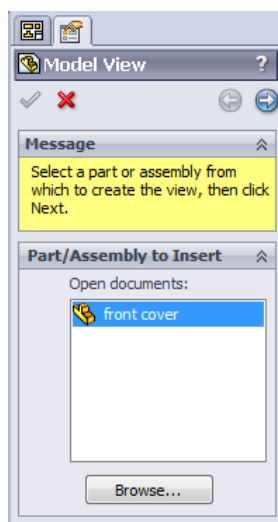 Model View ?
Message
Select a part or assembly from
which to create the view, then click
Next.
Part/Assembly to Insert
Open documents:
front cover
Browse...